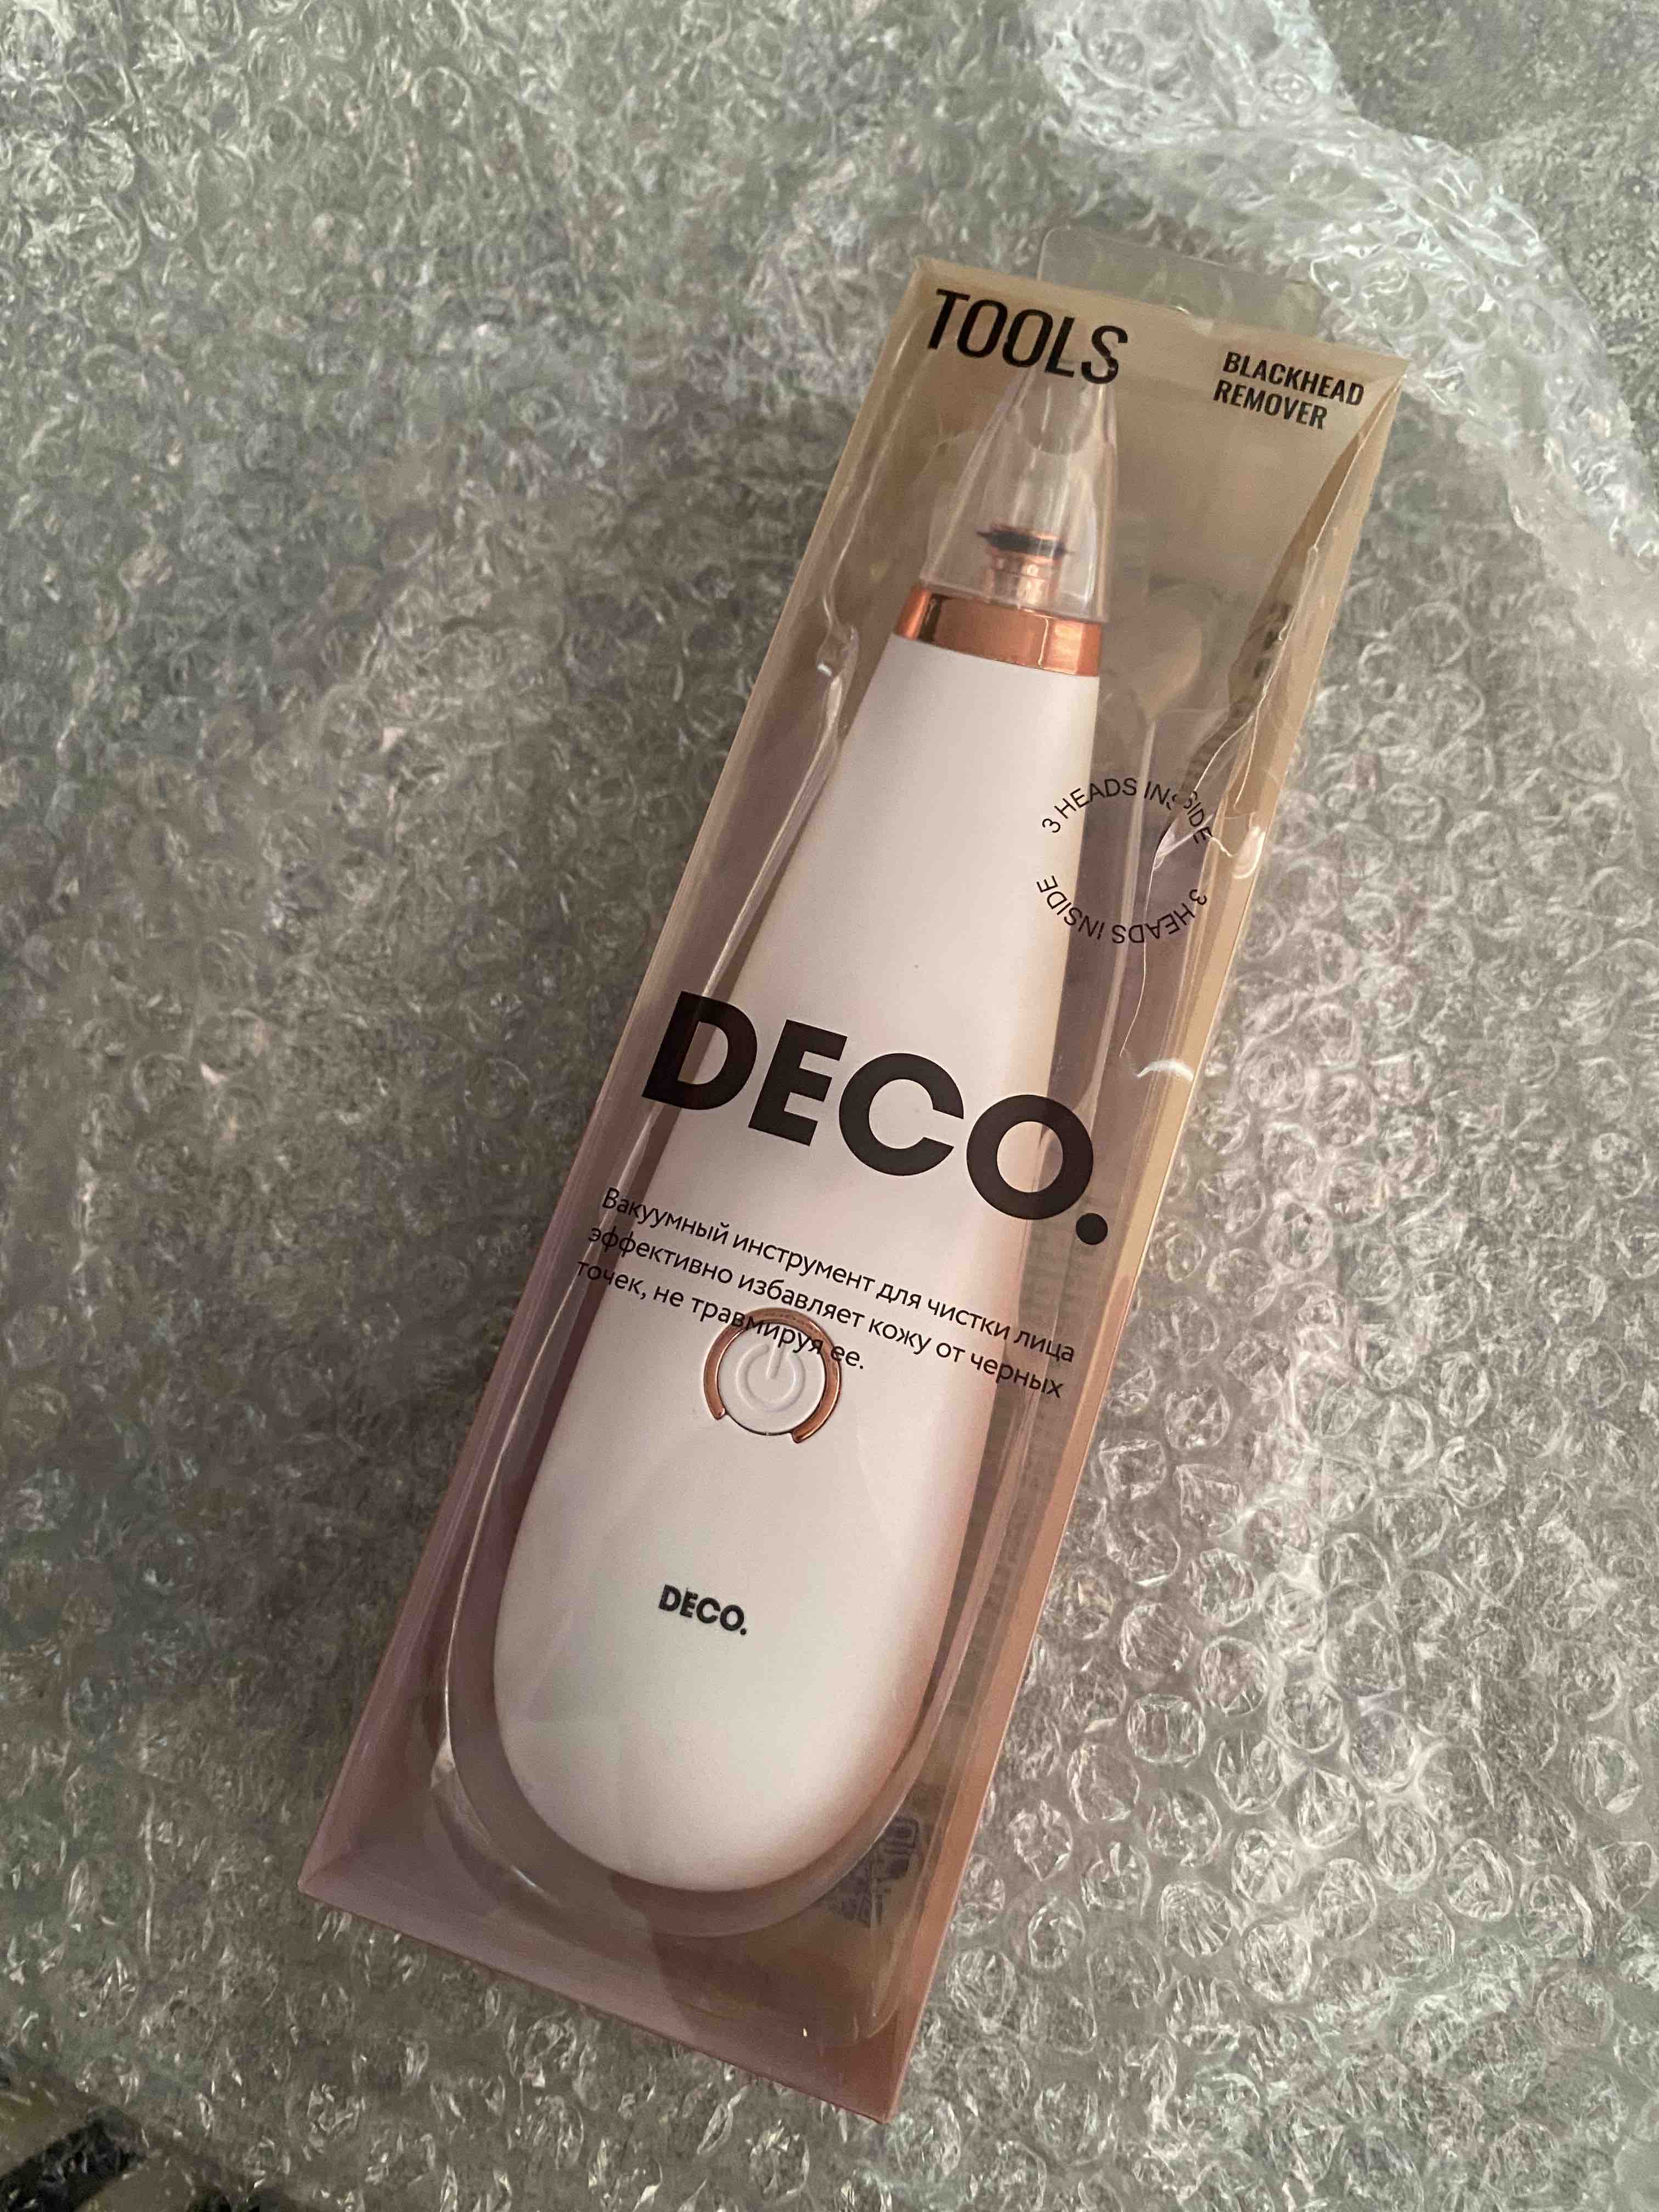 TOOLS
BLACKHEAD
REMOVER
3 HEADS INSIDE
3 HEADS INSIDE
DECO.
Вакуумный инструмент для чистки лица
эффективно избавляет кожу от черных
точек, не травмируя ее.
DECO.